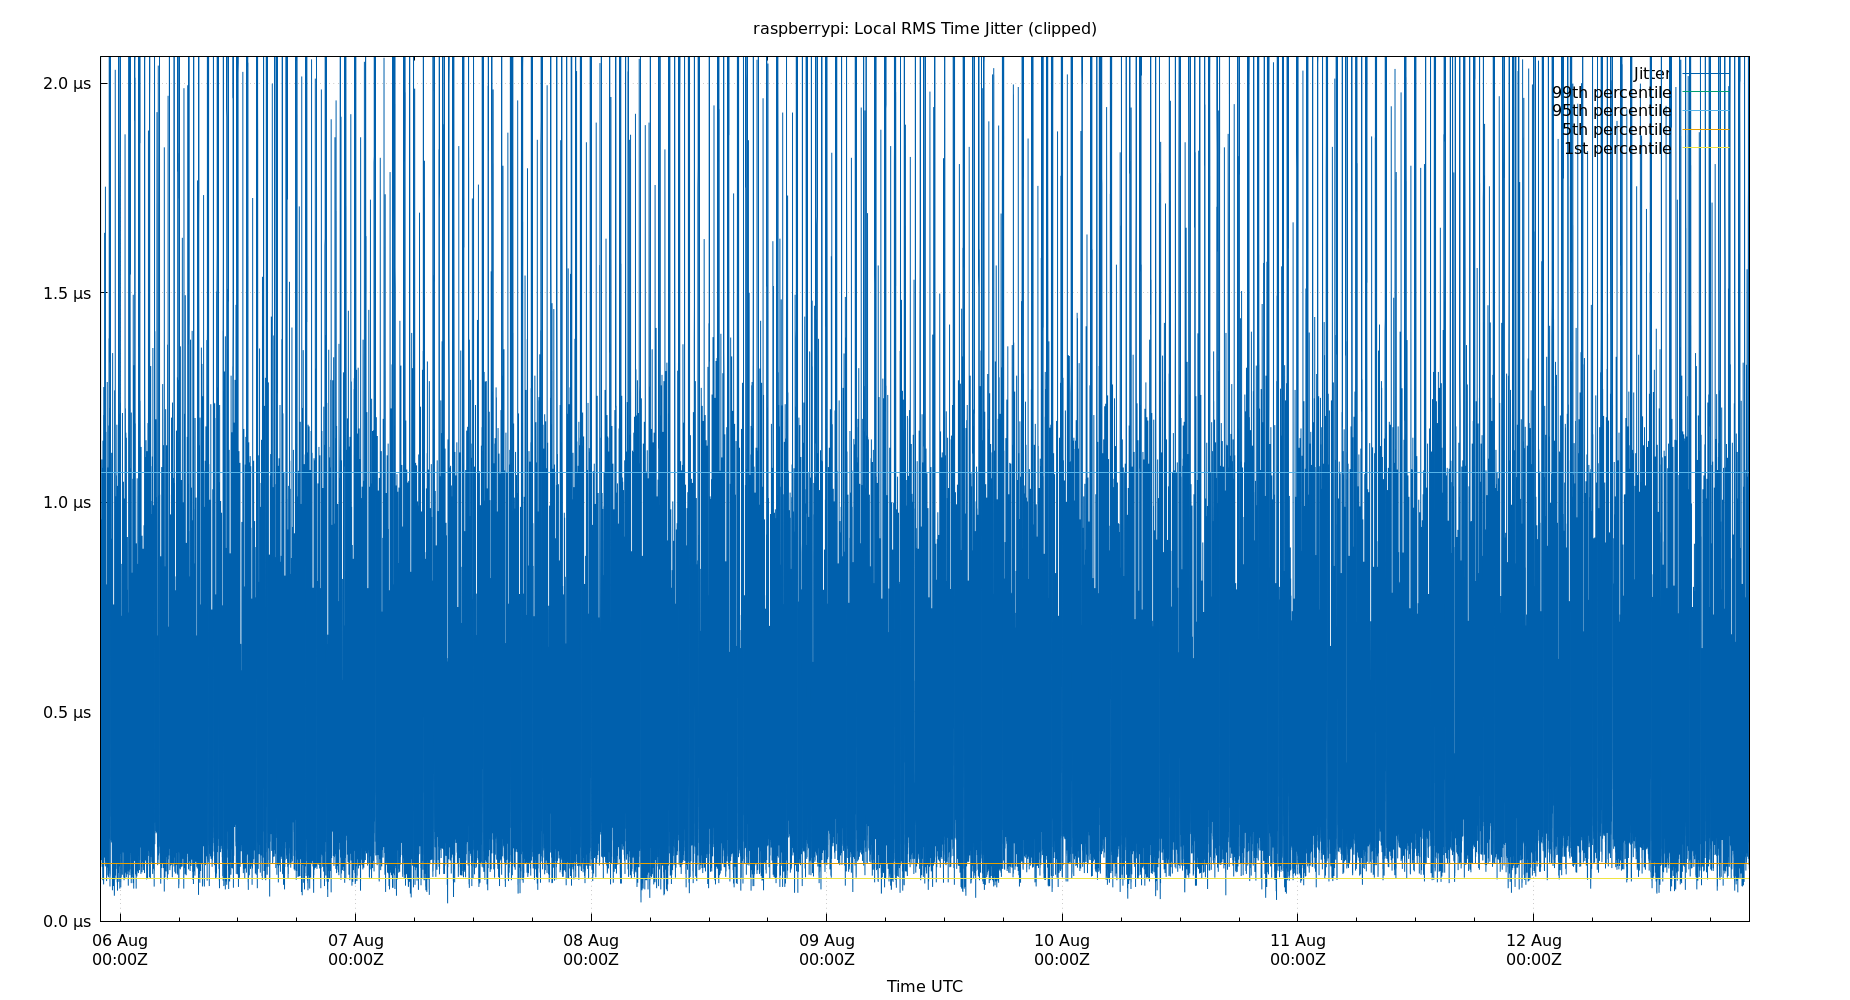 raspberrypi: Local RMS Time Jitter (clipped)
2.0 µs
1.5 µs
1.0 µs
0.5 µs
0.0 µs
Jitter
99th percentile
95th percentile
5th percentile
1st percentile
06 Aug 07 Aug 08 Aug 09 Aug 10 Aug 11 Aug 12 Aug
00:00Z 00:00Z 00:00Z 00:00Z 00:00Z 00:00Z 00:00Z
Time UTC